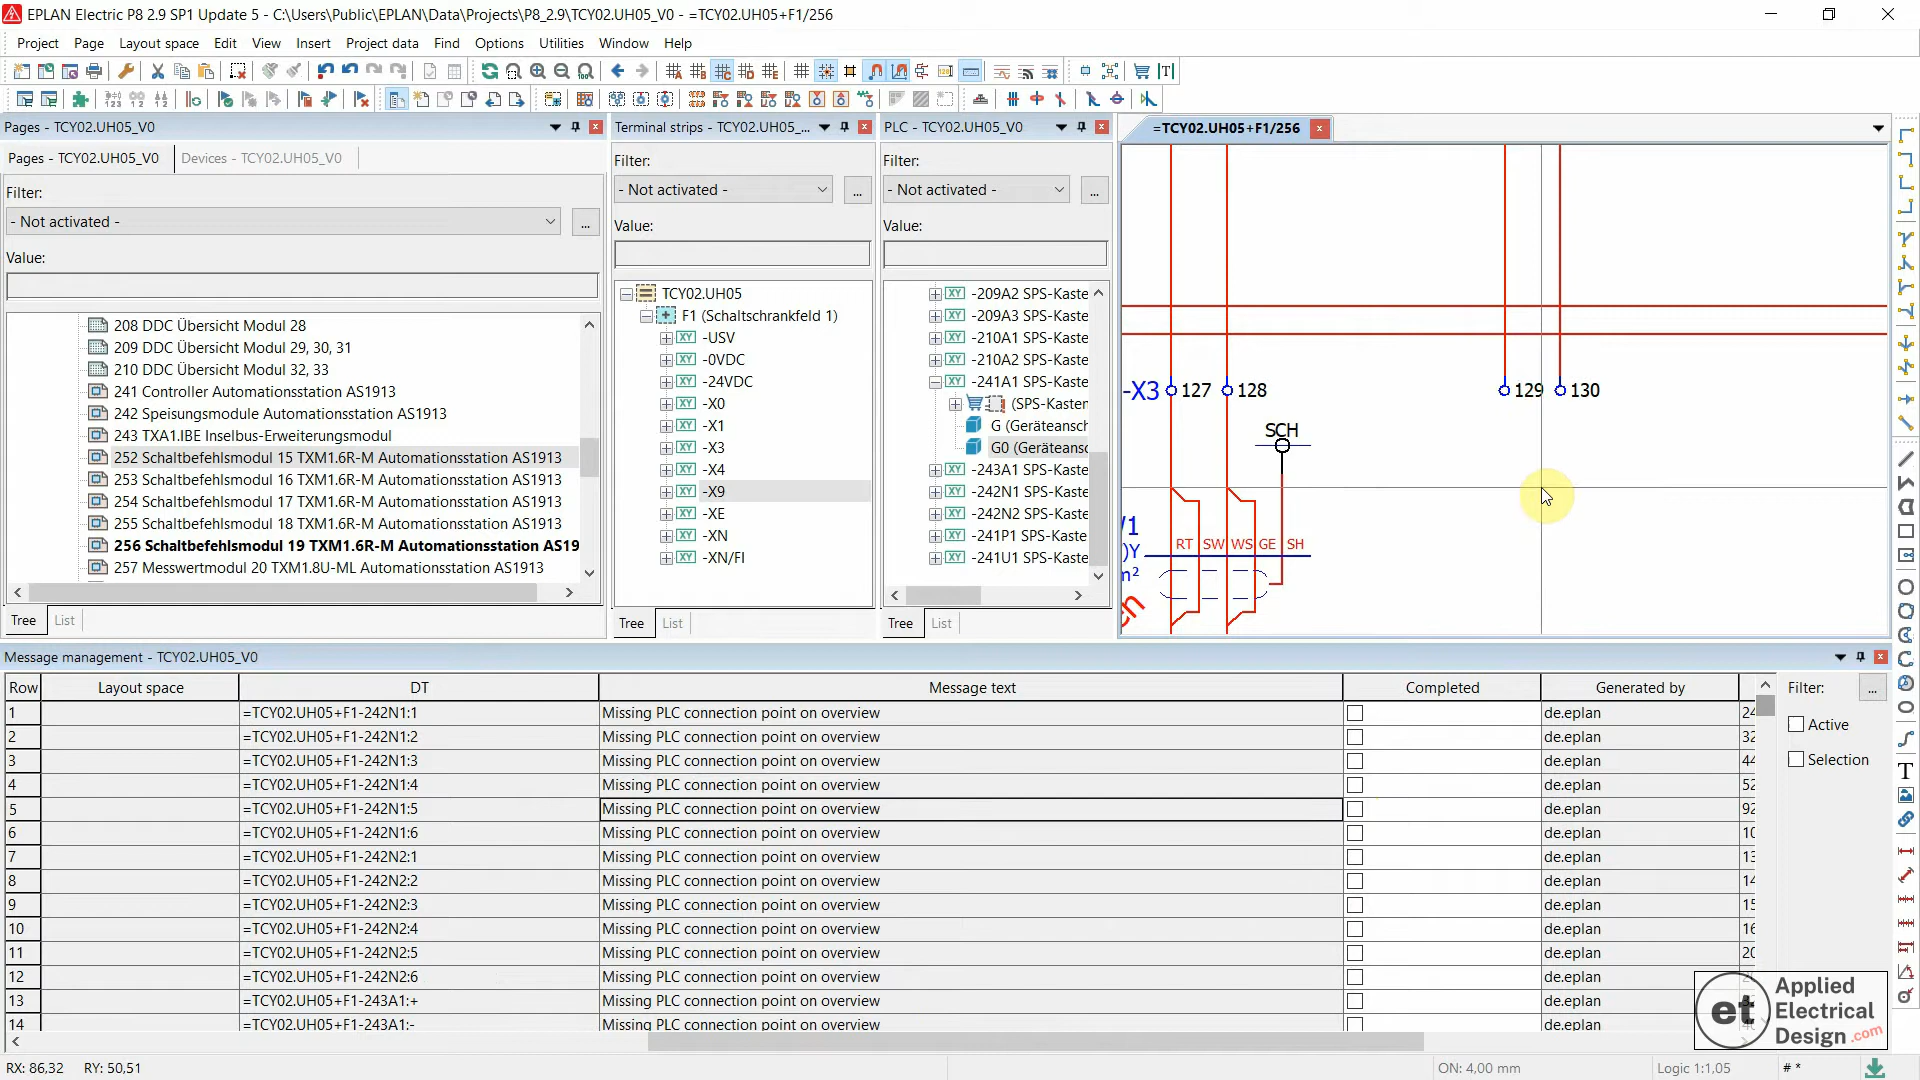 EPLAN Electric P8 2.9 SP1 Update 5 - C:\Users\Public\EPLAN\Data\Projects\P8_2.9\TCY02.UH05_V0 - =TCY02.UH05+F1/256
Project Page Layout space Edit View Insert Project data Find Options Utilities Window Help
Pages - TCY02.UH05_V0
Pages - TCY02.UH05_V0 Devices - TCY02.UH05_V0
Filter:
- Not activated - ...
Value:
208 DDC Übersicht Modul 28
209 DDC Übersicht Modul 29, 30, 31
210 DDC Übersicht Modul 32, 33
241 Controller Automationsstation AS1913
242 Speisungsmodule Automationsstation AS1913
243 TXA1.IBE Inselbus-Erweiterungsmodul
252 Schaltbefehlsmodul 15 TXM1.6R-M Automationsstation AS1913
253 Schaltbefehlsmodul 16 TXM1.6R-M Automationsstation AS1913
254 Schaltbefehlsmodul 17 TXM1.6R-M Automationsstation AS1913
255 Schaltbefehlsmodul 18 TXM1.6R-M Automationsstation AS1913
256 Schaltbefehlsmodul 19 TXM1.6R-M Automationsstation AS19
257 Messwertmodul 20 TXM1.8U-ML Automationsstation AS1913
Tree List
Terminal strips - TCY02.UH05_...
Filter:
- Not activated - ...
Value:
TCY02.UH05
F1 (Schaltschrankfeld 1)
-USV
-0VDC
-24VDC
-X0
-X1
-X3
-X4
-X9
-XE
-XN
-XN/FI
Tree List
PLC - TCY02.UH05_V0
Filter:
- Not activated - ...
Value:
-209A2 SPS-Kaste
-209A3 SPS-Kaste
-210A1 SPS-Kaste
-210A2 SPS-Kaste
-241A1 SPS-Kaste
(SPS-Kasten
G (Geräteansch
G0 (Geräteansc
-243A1 SPS-Kaste
-242N1 SPS-Kaste
-242N2 SPS-Kaste
-241P1 SPS-Kaste
-241U1 SPS-Kaste
Tree List
=TCY02.UH05+F1/256
-X3 127 128 129 130
SCH
/1
)Y
m²
en
RT SW WS GE SH
Message management - TCY02.UH05_V0
Row Layout space DT Message text Completed Generated by
1 =TCY02.UH05+F1-242N1:1 Missing PLC connection point on overview de.eplan 24
2 =TCY02.UH05+F1-242N1:2 Missing PLC connection point on overview de.eplan 32
3 =TCY02.UH05+F1-242N1:3 Missing PLC connection point on overview de.eplan 44
4 =TCY02.UH05+F1-242N1:4 Missing PLC connection point on overview de.eplan 52
5 =TCY02.UH05+F1-242N1:5 Missing PLC connection point on overview de.eplan 92
6 =TCY02.UH05+F1-242N1:6 Missing PLC connection point on overview de.eplan 10
7 =TCY02.UH05+F1-242N2:1 Missing PLC connection point on overview de.eplan 13
8 =TCY02.UH05+F1-242N2:2 Missing PLC connection point on overview de.eplan 14
9 =TCY02.UH05+F1-242N2:3 Missing PLC connection point on overview de.eplan 15
10 =TCY02.UH05+F1-242N2:4 Missing PLC connection point on overview de.eplan 16
11 =TCY02.UH05+F1-242N2:5 Missing PLC connection point on overview de.eplan 20
12 =TCY02.UH05+F1-242N2:6 Missing PLC connection point on overview de.eplan
13 =TCY02.UH05+F1-243A1:+ Missing PLC connection point on overview de.eplan
14 =TCY02.UH05+F1-243A1:- Missing PLC connection point on overview de.eplan
Filter: ...
Active
Selection
et Applied
Electrical
Design.com
RX: 86,32 RY: 50,51 ON: 4,00 mm Logic 1:1,05 # *